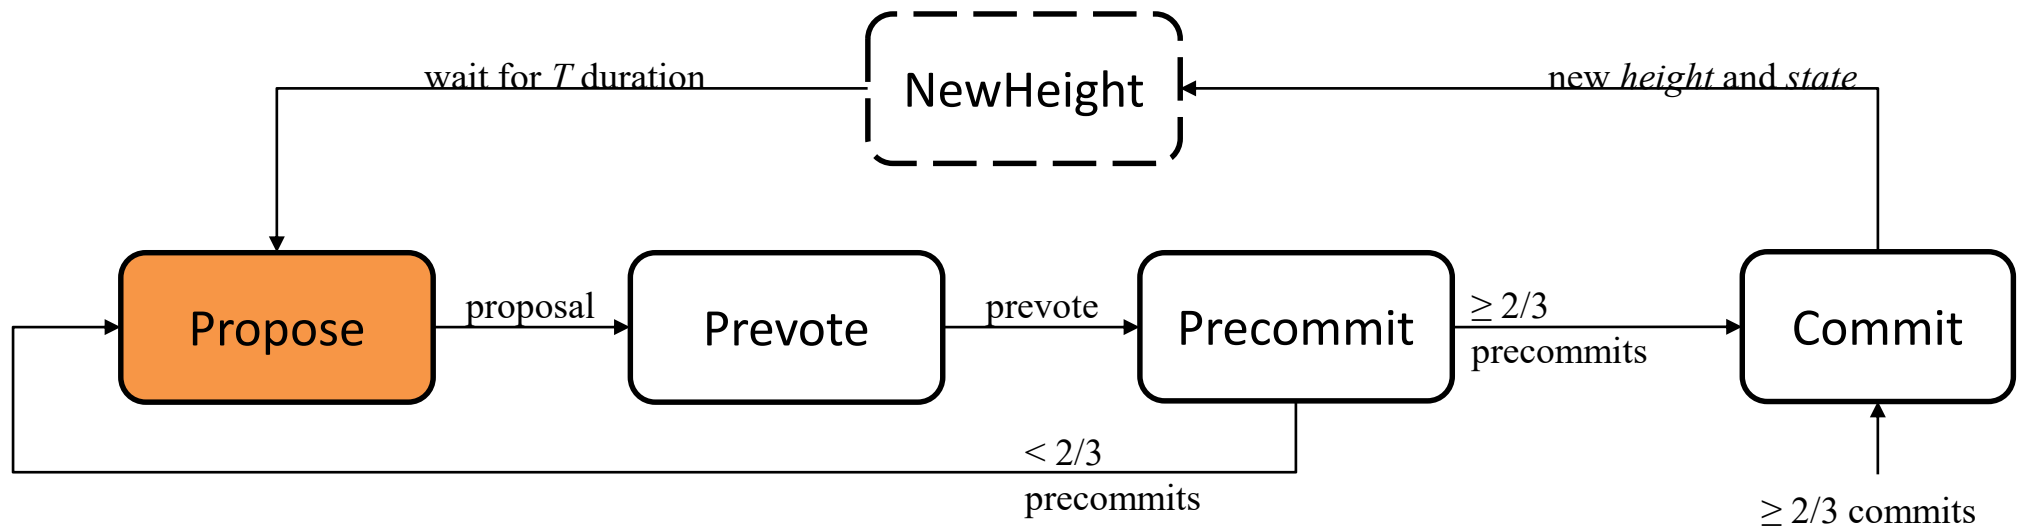 NewHeight
wait for T duration
new height and state
Propose
proposal
Prevote
prevote
Precommit
≥ 2/3
precommits
Commit
< 2/3
precommits
≥ 2/3 commits